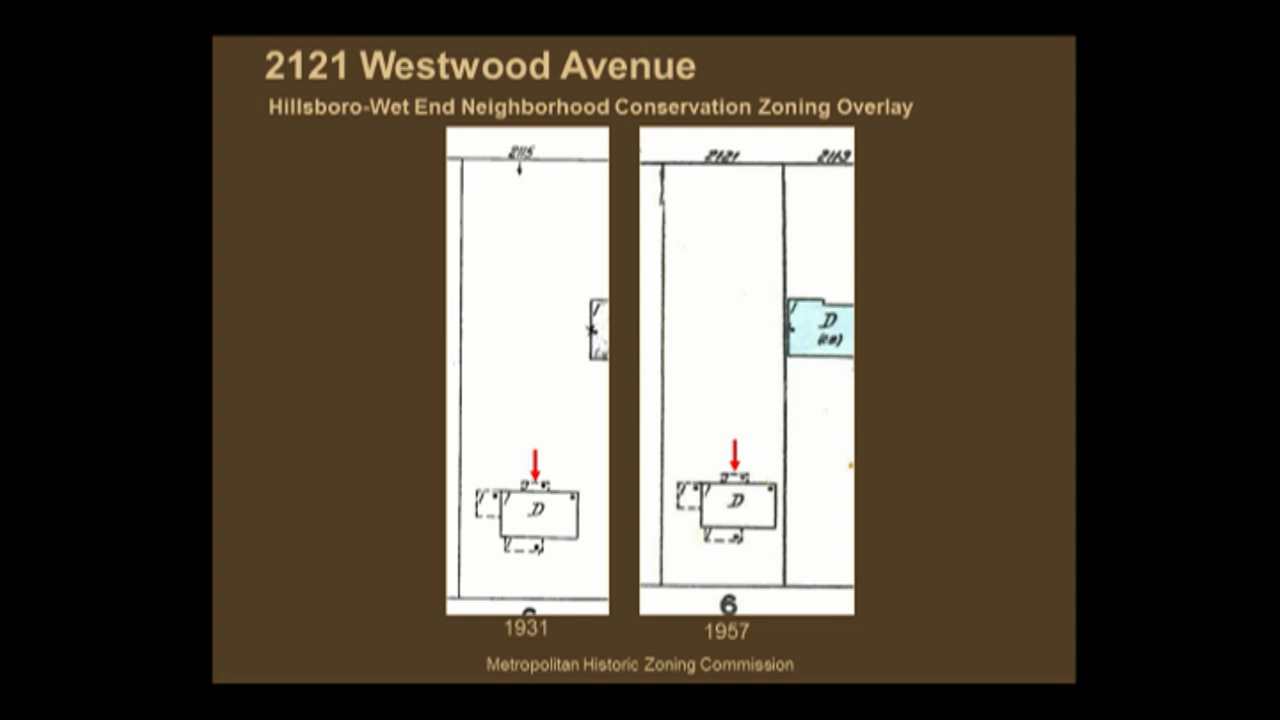 2121 Westwood Avenue
Hillsboro-Wet End Neighborhood Conservation Zoning Overlay
2115
2121
D
D
D
6
1931
1957
Metropolitan Historic Zoning Commission